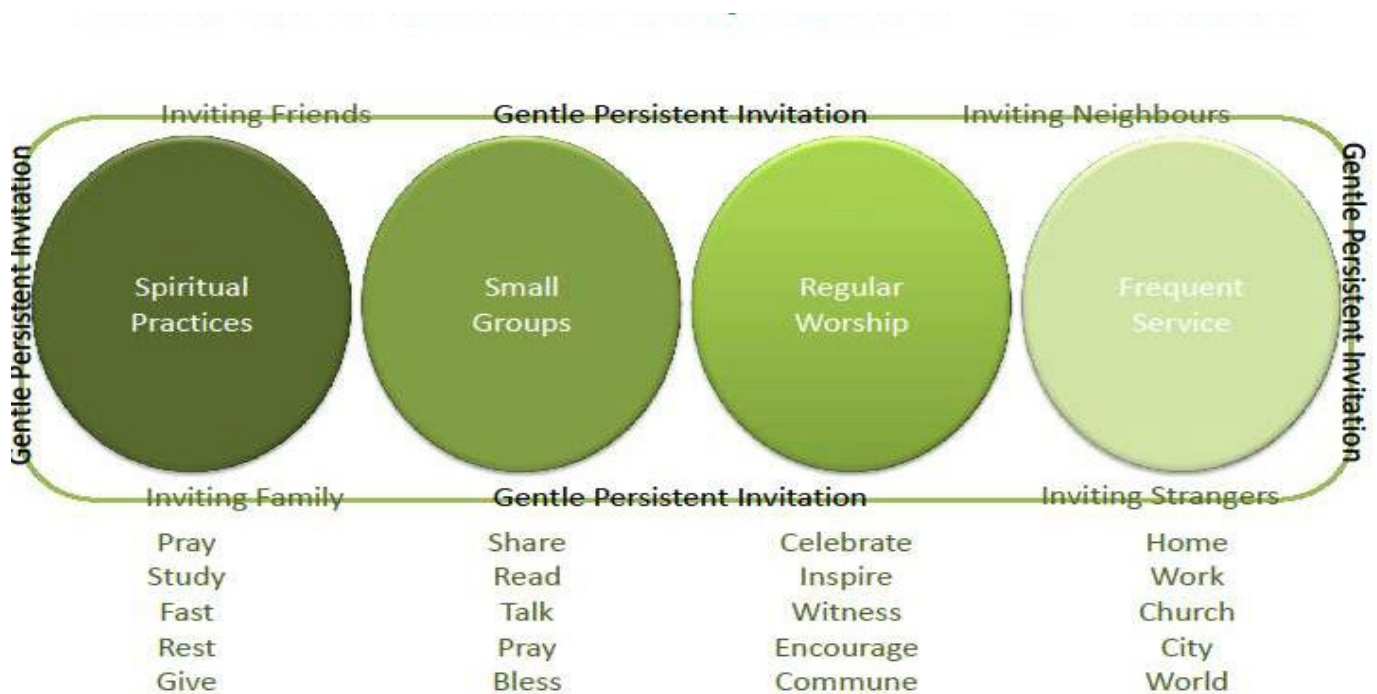 Inviting Friends Gentle Persistent Invitation Inviting Neighbours
Gentle Persistent Invitation
Gentle Persistent Invitation
Spiritual
Practices
Small
Groups
Regular
Worship
Frequent
Service
Inviting Family Gentle Persistent Invitation Inviting Strangers
Pray Share Celebrate Home
Study Read Inspire Work
Fast Talk Witness Church
Rest Pray Encourage City
Give Bless Commune World